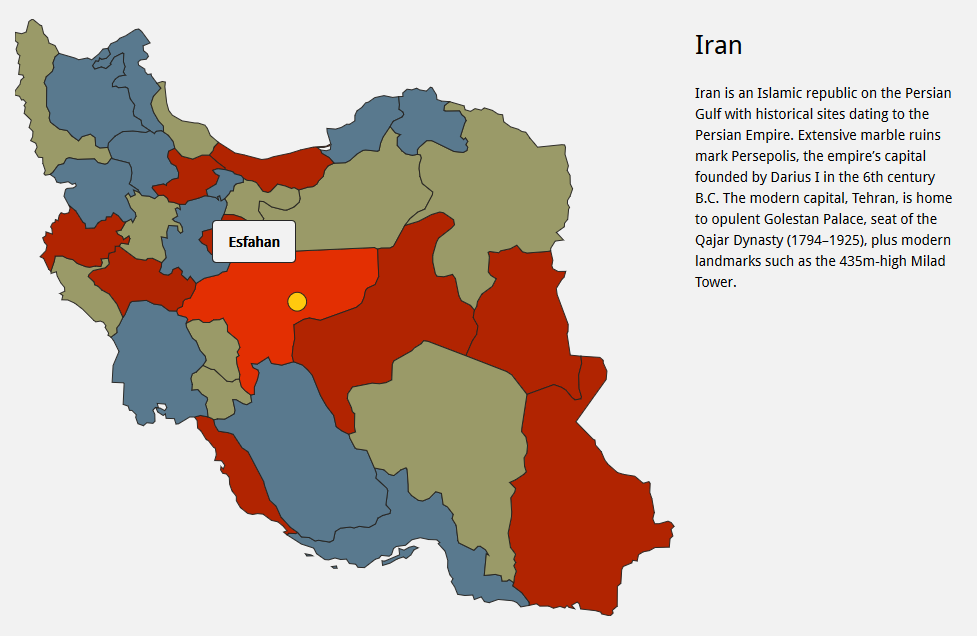 Iran
Iran is an Islamic republic on the Persian
Gulf with historical sites dating to the
Persian Empire. Extensive marble ruins
mark Persepolis, the empire’s capital
founded by Darius I in the 6th century
B.C. The modern capital, Tehran, is home
to opulent Golestan Palace, seat of the
Qajar Dynasty (1794–1925), plus modern
landmarks such as the 435m-high Milad
Tower.
Esfahan